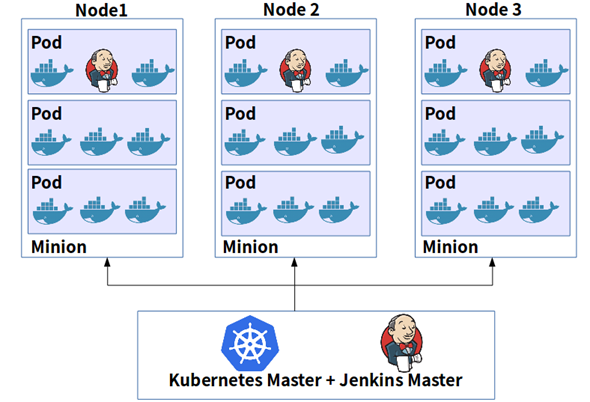 Node1
Node 2
Node 3
Pod
Pod
Pod
Pod
Pod
Pod
Pod
Pod
Pod
Minion
Minion
Minion
Kubernetes Master + Jenkins Master